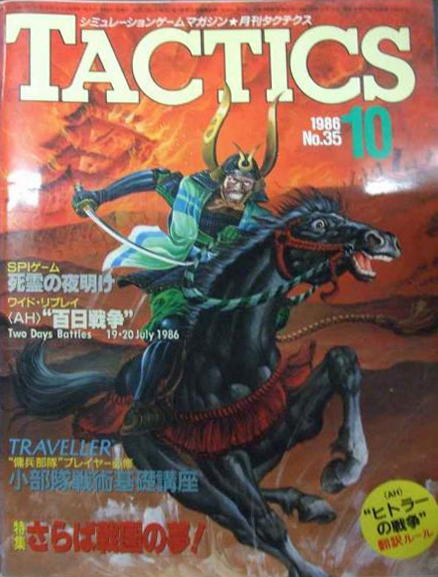 シミュレーションゲームマガジン★月刊タクテクス
TACTICS
1986
No.35
10
SPIゲーム
死霊の夜明け
ワイド・リプレイ
〈AH〉“百日戦争”
Two Days Battles 19・20 July 1986
TRAVELLER
“傭兵部隊”プレイヤー必修
小部隊戦術基礎講座
特集
さらば戦国の夢!
〈AH〉
“ヒトラー
の戦争”
翻訳ルール